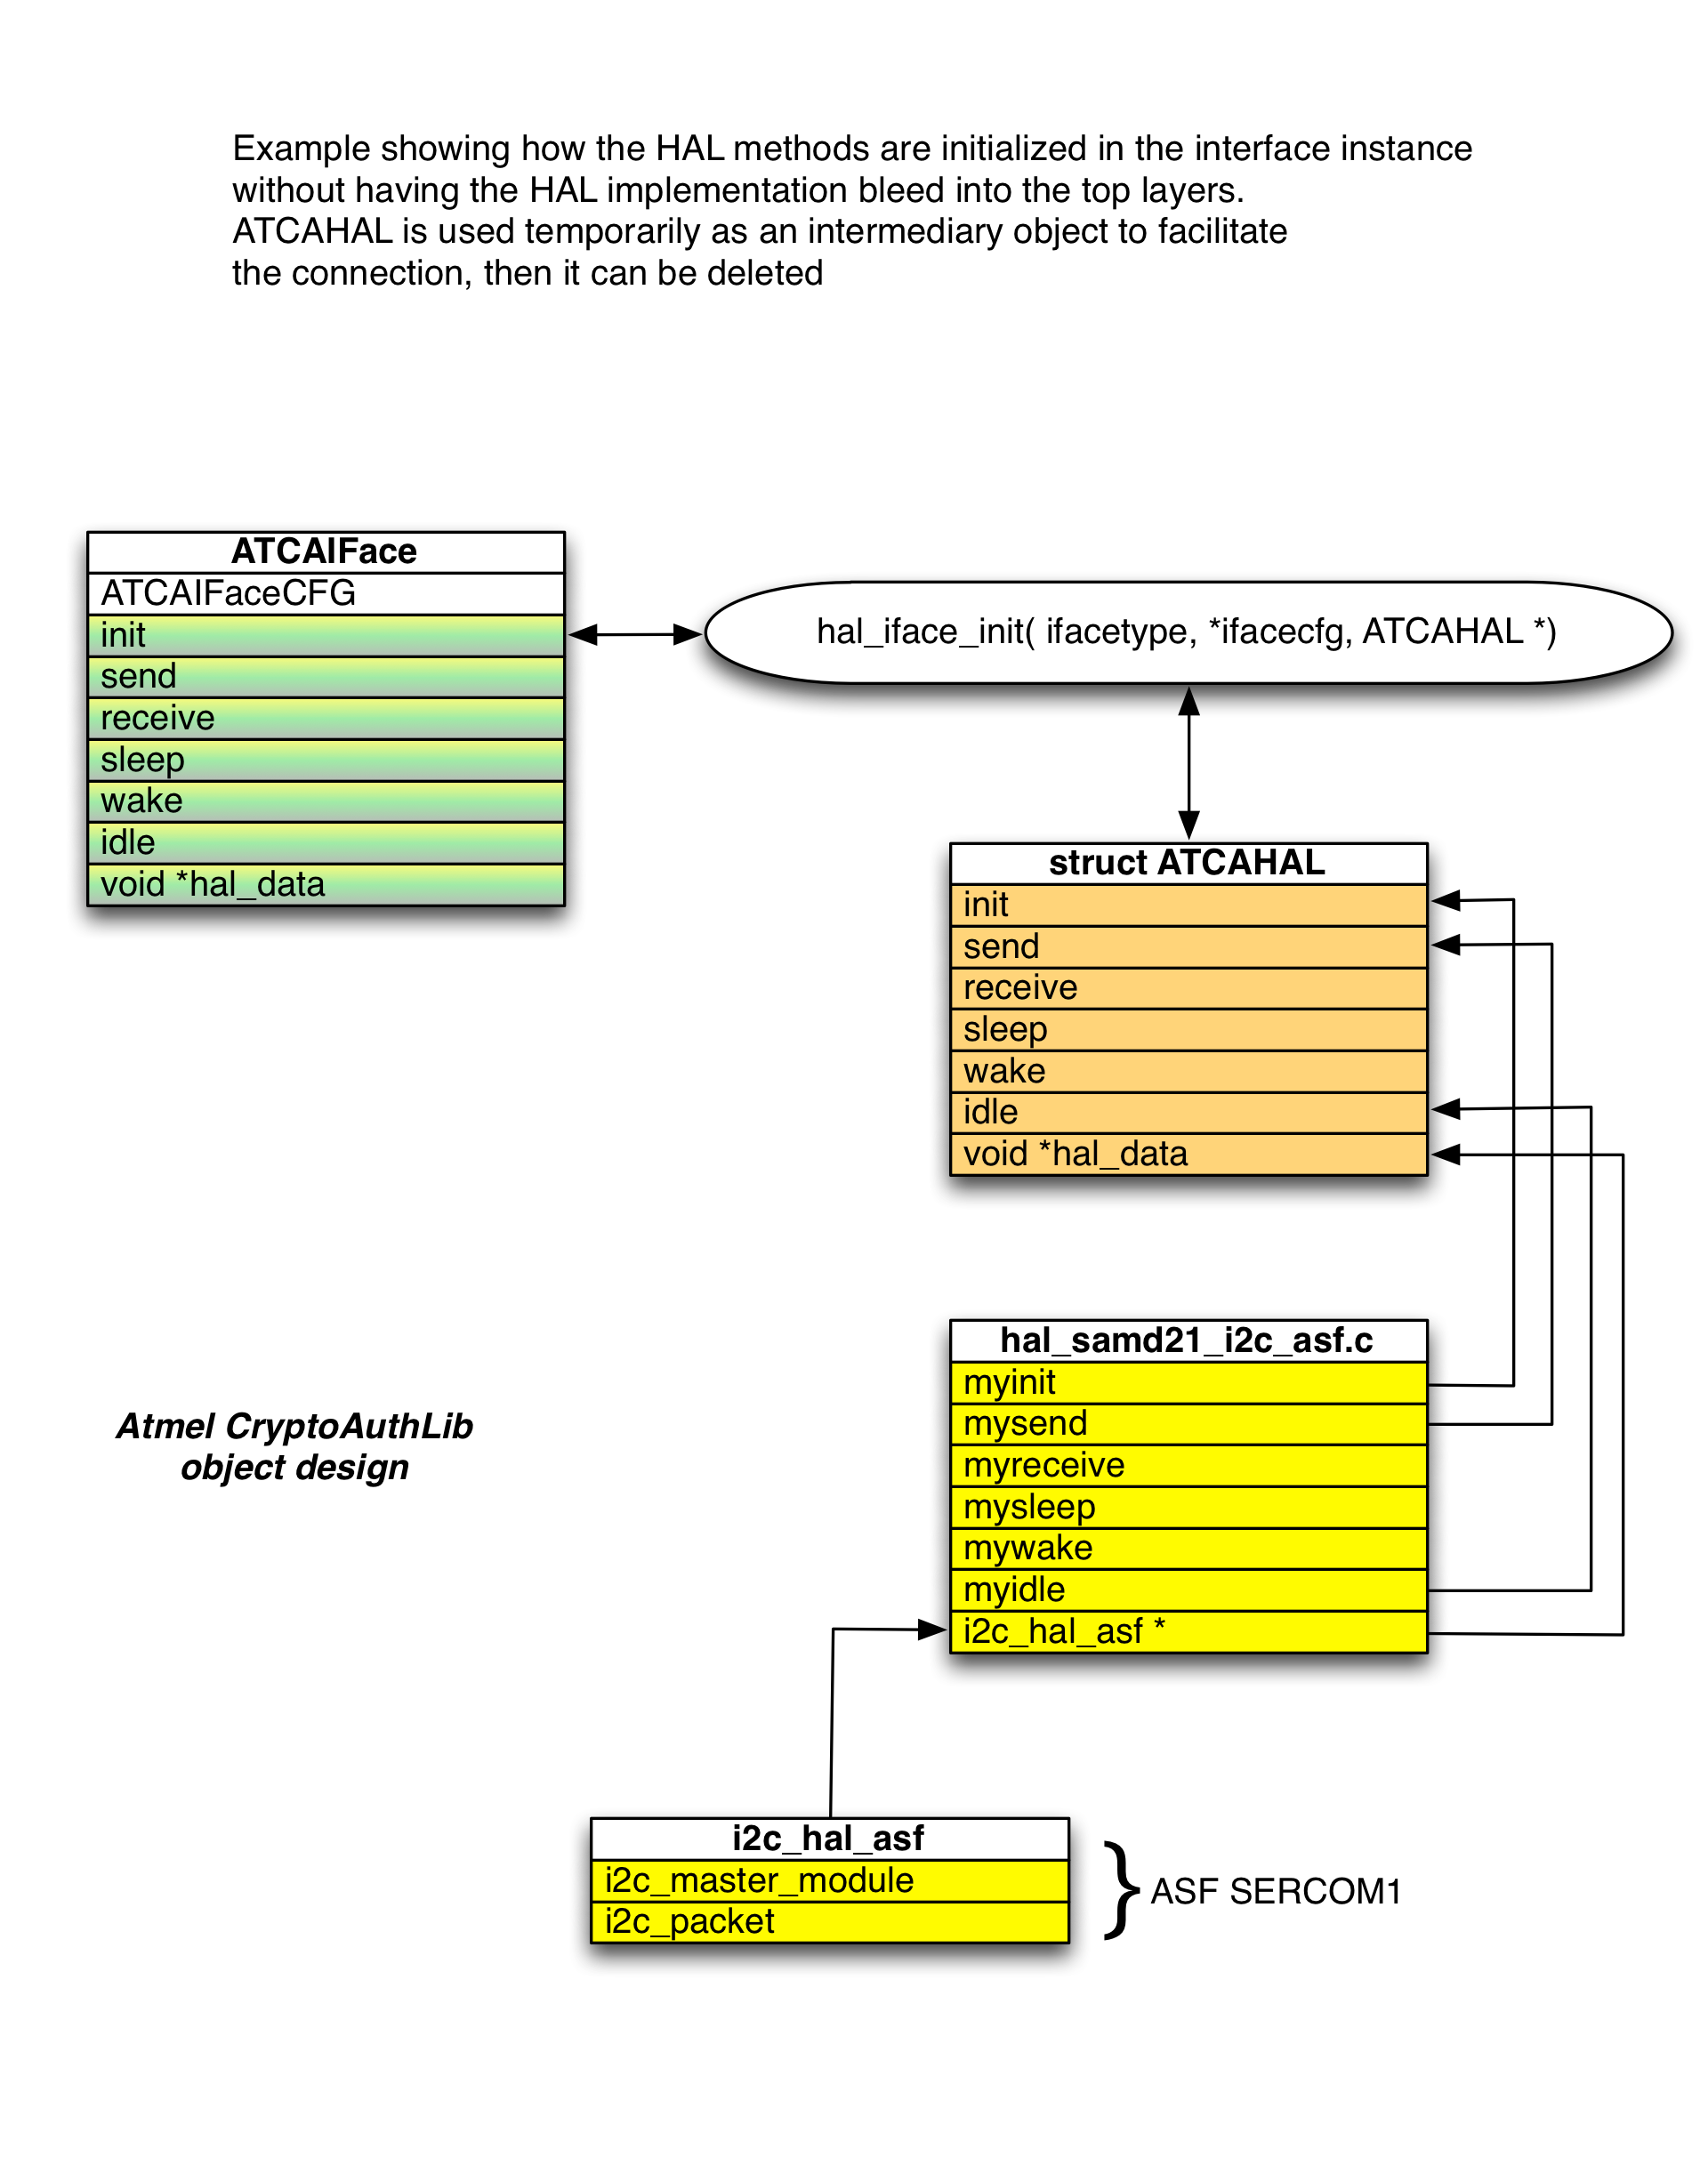 Example showing how the HAL methods are initialized in the interface instance
without having the HAL implementation bleed into the top layers.
ATCAHAL is used temporarily as an intermediary object to facilitate
the connection, then it can be deleted
ATCAIFace
ATCAIFaceCFG
init
send
receive
sleep
wake
idle
void *hal_data
hal_iface_init( ifacetype, *ifacecfg, ATCAHAL *)
struct ATCAHAL
init
send
receive
sleep
wake
idle
void *hal_data
hal_samd21_i2c_asf.c
myinit
mysend
myreceive
mysleep
mywake
myidle
i2c_hal_asf *
Atmel CryptoAuthLib
object design
i2c_hal_asf
i2c_master_module
i2c_packet
} ASF SERCOM1